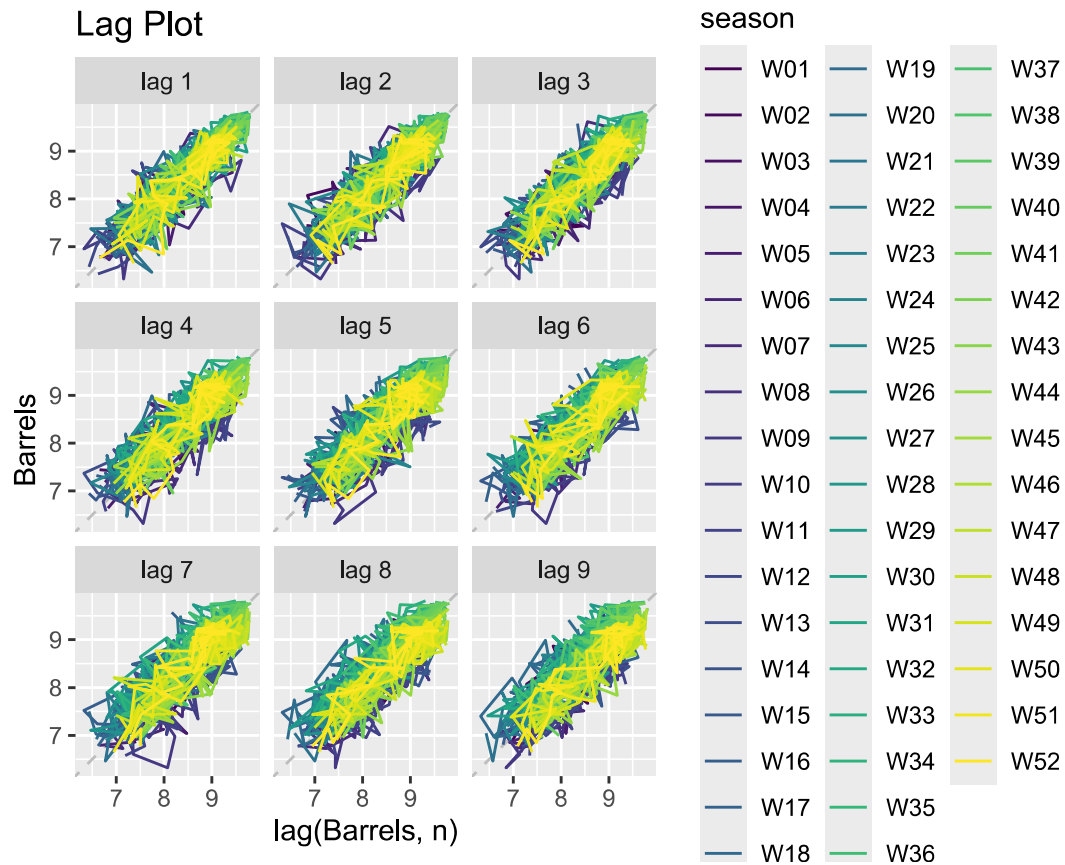 Lag Plot
lag 1 lag 2 lag 3
9
8
7
lag 4 lag 5 lag 6
9
8
7
lag 7 lag 8 lag 9
9
8
7
7 8 9 7 8 9 7 8 9
lag(Barrels, n)
Barrels
season
W01 W19 W37
W02 W20 W38
W03 W21 W39
W04 W22 W40
W05 W23 W41
W06 W24 W42
W07 W25 W43
W08 W26 W44
W09 W27 W45
W10 W28 W46
W11 W29 W47
W12 W30 W48
W13 W31 W49
W14 W32 W50
W15 W33 W51
W16 W34 W52
W17 W35
W18 W36